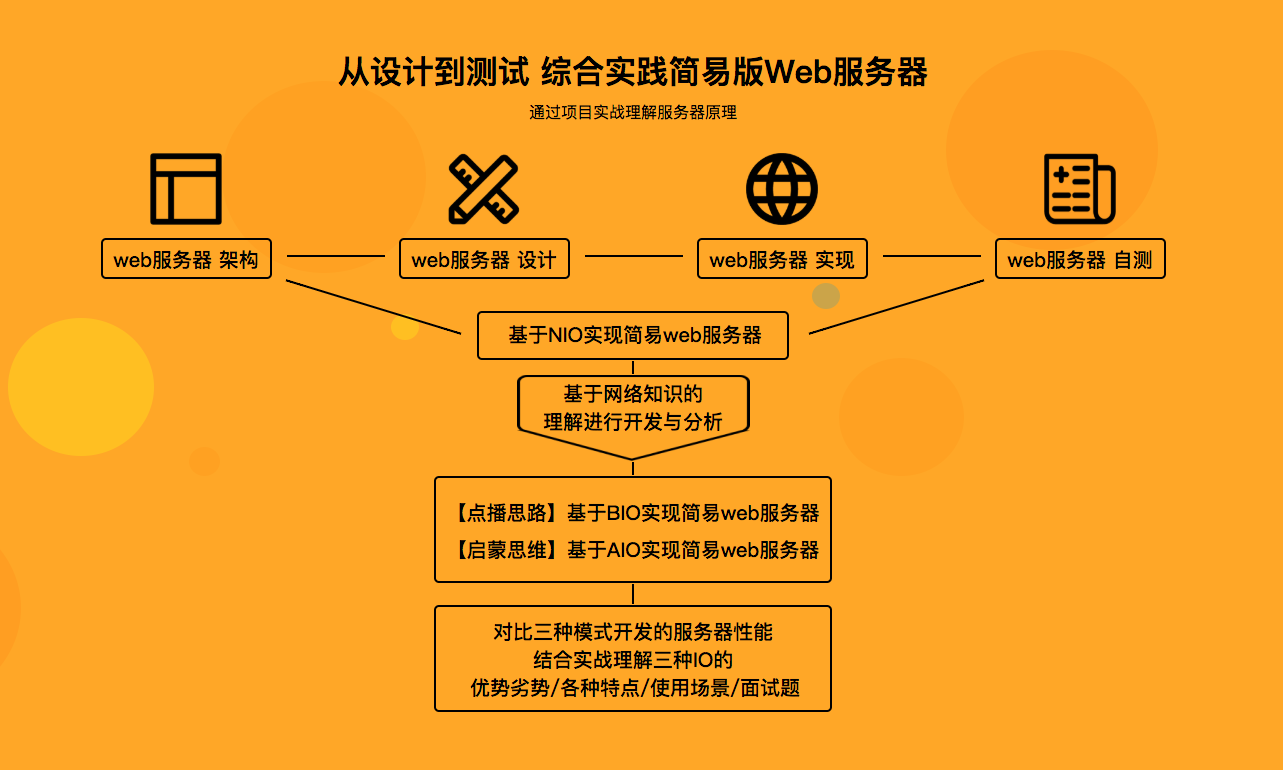 从设计到测试 综合实践简易版Web服务器
通过项目实战理解服务器原理
web服务器 架构
web服务器 设计
web服务器 实现
web服务器 自测
基于NIO实现简易web服务器
基于网络知识的
理解进行开发与分析
【点播思路】基于BIO实现简易web服务器
【启蒙思维】基于AIO实现简易web服务器
对比三种模式开发的服务器性能
结合实战理解三种IO的
优势劣势/各种特点/使用场景/面试题